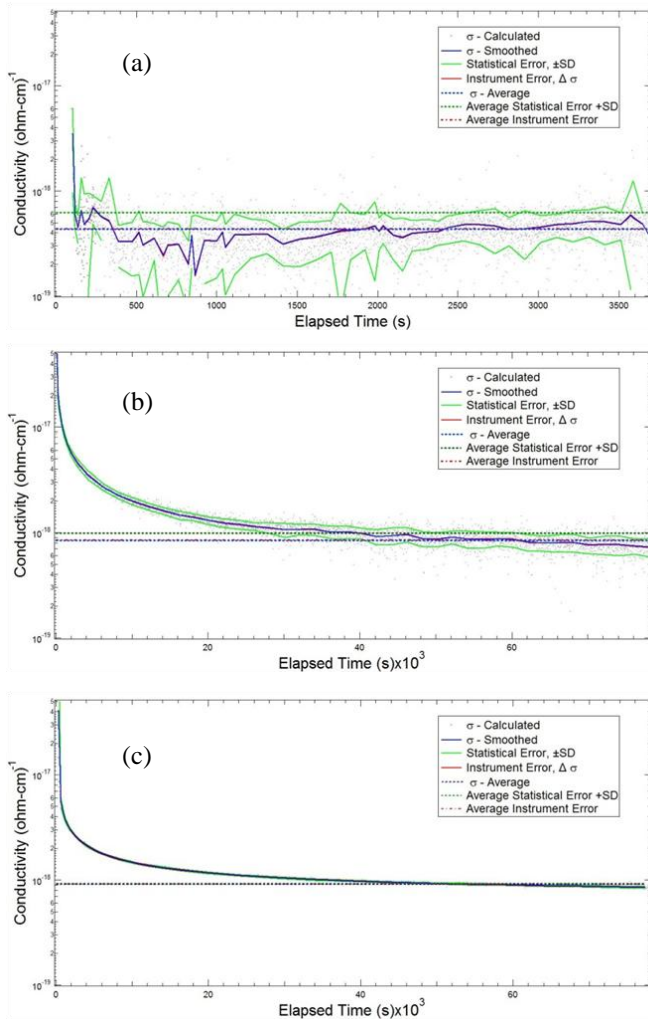 (a)
σ - Calculated
σ - Smoothed
Statistical Error, ±SD
Instrument Error, Δ σ
σ - Average
Average Statistical Error +SD
Average Instrument Error
Conductivity (ohm-cm)⁻¹
10⁻¹⁷
10⁻¹⁸
10⁻¹⁹
0 500 1000 1500 2000 2500 3000 3500
Elapsed Time (s)
(b)
σ - Calculated
σ - Smoothed
Statistical Error, ±SD
Instrument Error, Δ σ
σ - Average
Average Statistical Error +SD
Average Instrument Error
Conductivity (ohm-cm)⁻¹
10⁻¹⁷
10⁻¹⁸
10⁻¹⁹
0 20 40 60
Elapsed Time (s)x10³
(c)
σ - Calculated
σ - Smoothed
Statistical Error, ±SD
Instrument Error, Δ σ
σ - Average
Average Statistical Error +SD
Average Instrument Error
Conductivity (ohm-cm)⁻¹
10⁻¹⁷
10⁻¹⁸
10⁻¹⁹
0 20 40 60
Elapsed Time (s)x10³